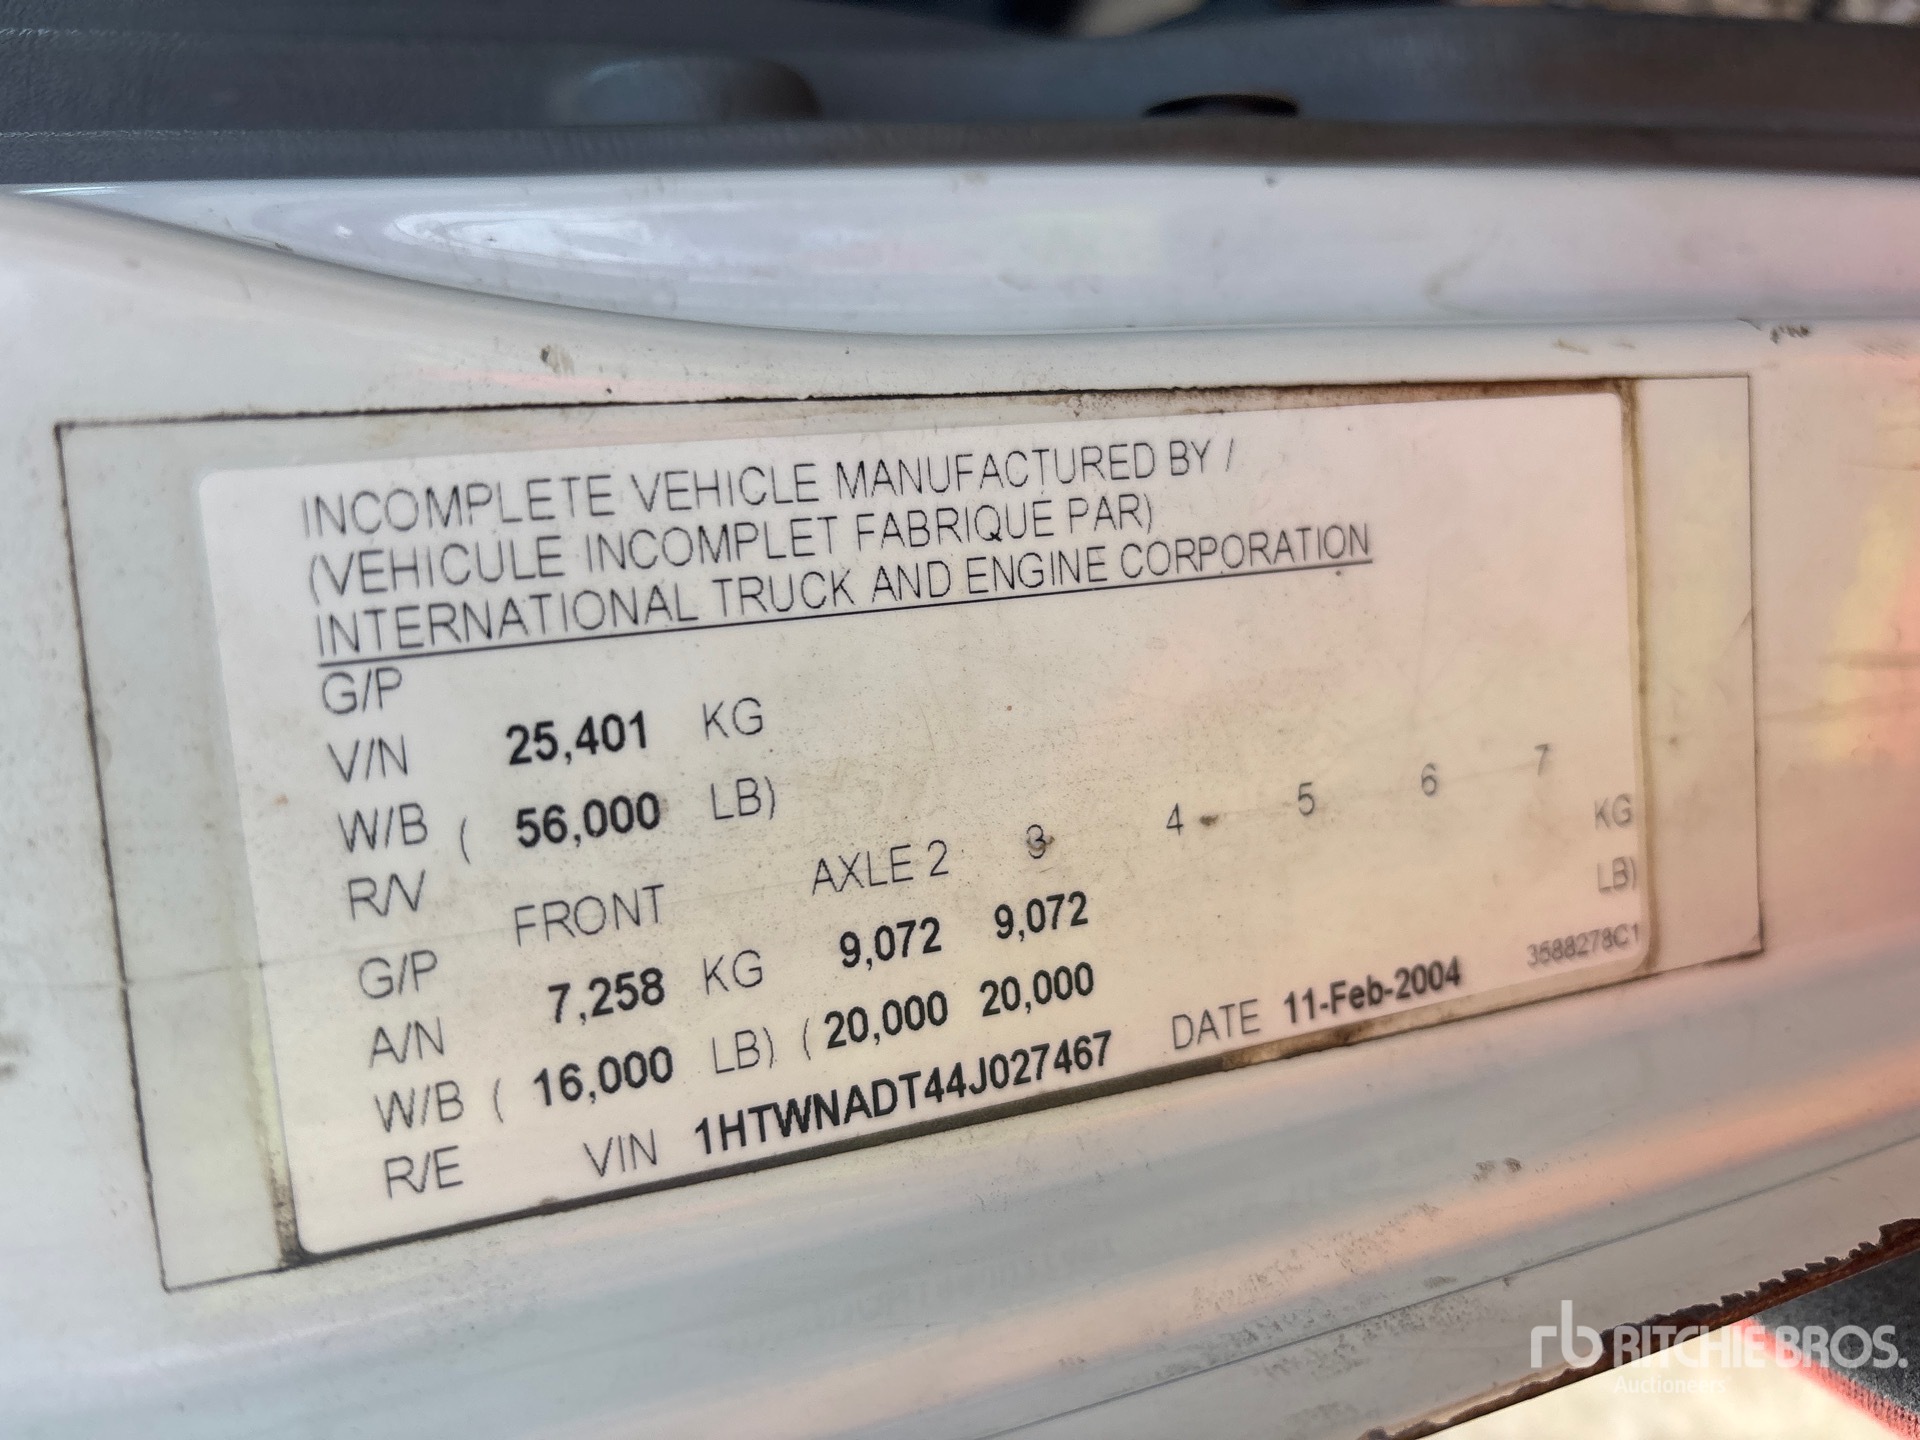 INCOMPLETE VEHICLE MANUFACTURED BY /
(VEHICULE INCOMPLET FABRIQUÉ PAR)
INTERNATIONAL TRUCK AND ENGINE CORPORATION
G/P
V/N 25,401 KG
W/B ( 56,000 LB)
R/V FRONT AXLE 2 3 4 5 6 7
G/P 7,258 KG 9,072 9,072 KG
A/N
W/B ( 16,000 LB) ( 20,000 20,000 LB)
R/E VIN 1HTWNADT44J027467 DATE 11-Feb-2004 3588278C1
rb RITCHIE BROS.
Auctioneers